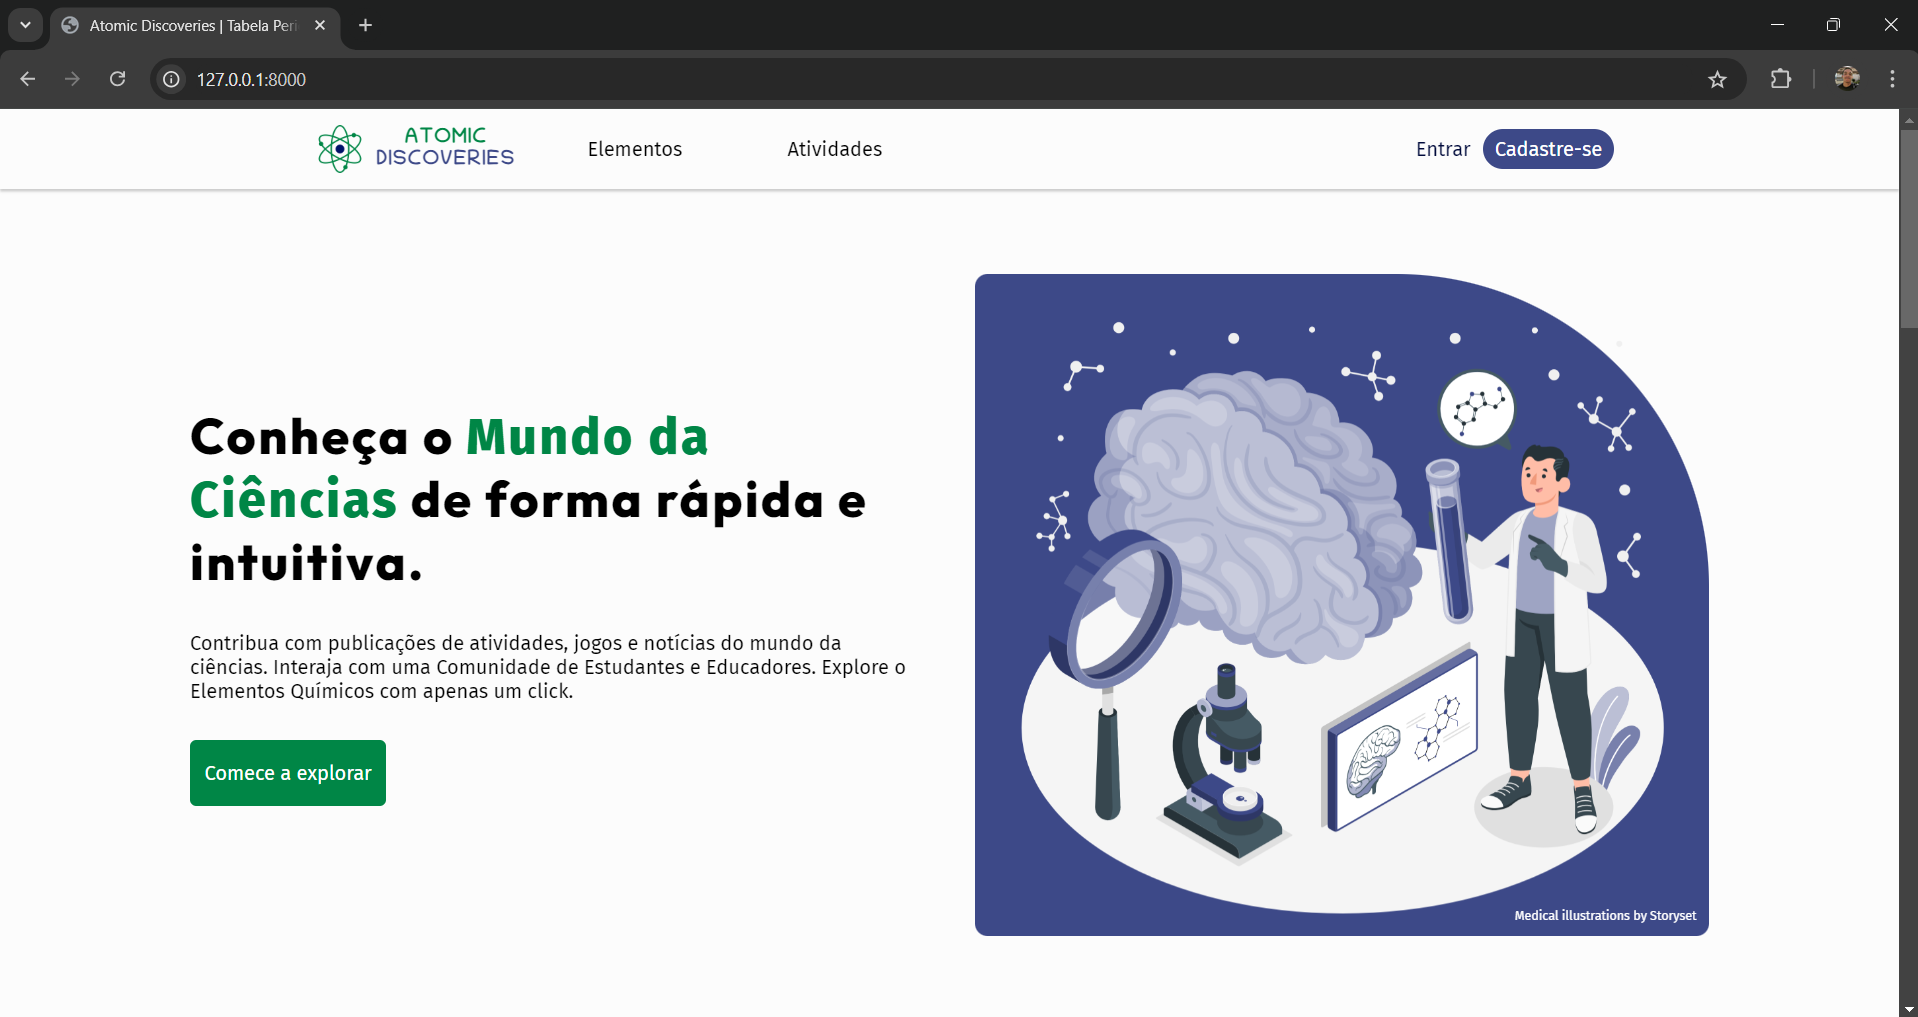 Atomic Discoveries | Tabela Peri
127.0.0.1:8000
ATOMIC
DISCOVERIES
Elementos
Atividades
Entrar
Cadastre-se
Conheça o Mundo da
Ciências de forma rápida e
intuitiva.
Contribua com publicações de atividades, jogos e notícias do mundo da
ciências. Interaja com uma Comunidade de Estudantes e Educadores. Explore o
Elementos Químicos com apenas um click.
Comece a explorar
Medical illustrations by Storyset